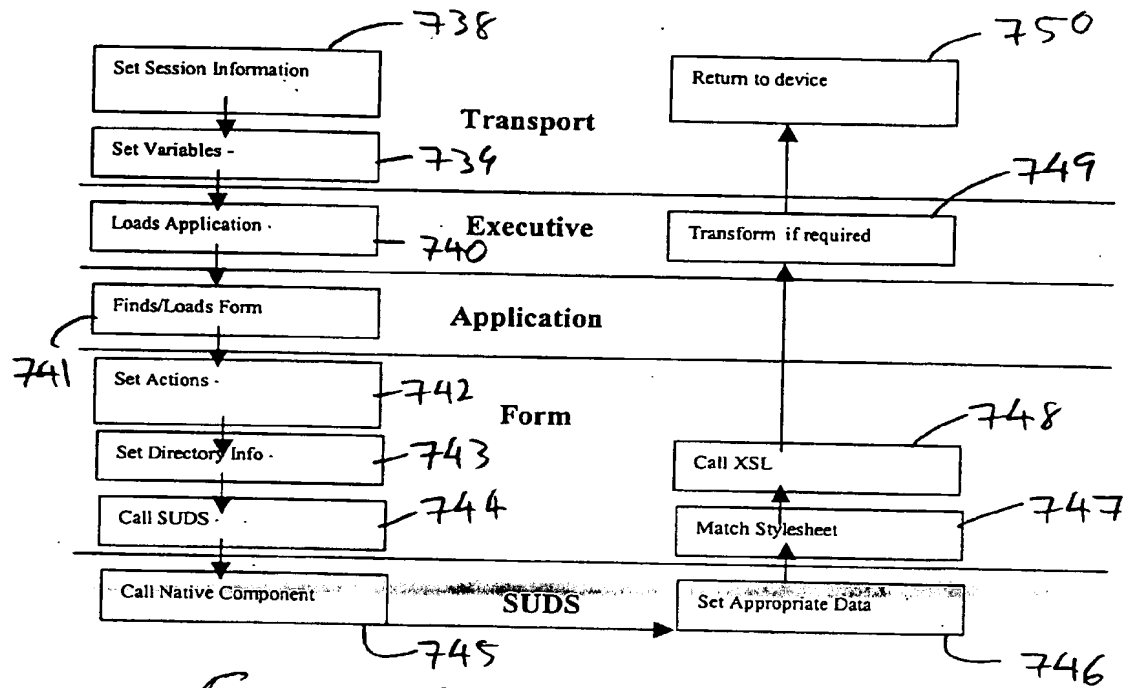 738
Set Session Information
750
Return to device
Transport
Set Variables -
739
749
Loads Application -
740
Executive
Transform if required
Finds/Loads Form
741
Application
Set Actions -
742
Form
748
Set Directory Info -
743
Call XSL
Call SUDS -
744
747
Match Stylesheet
Call Native Component
745
SUDS
Set Appropriate Data
746